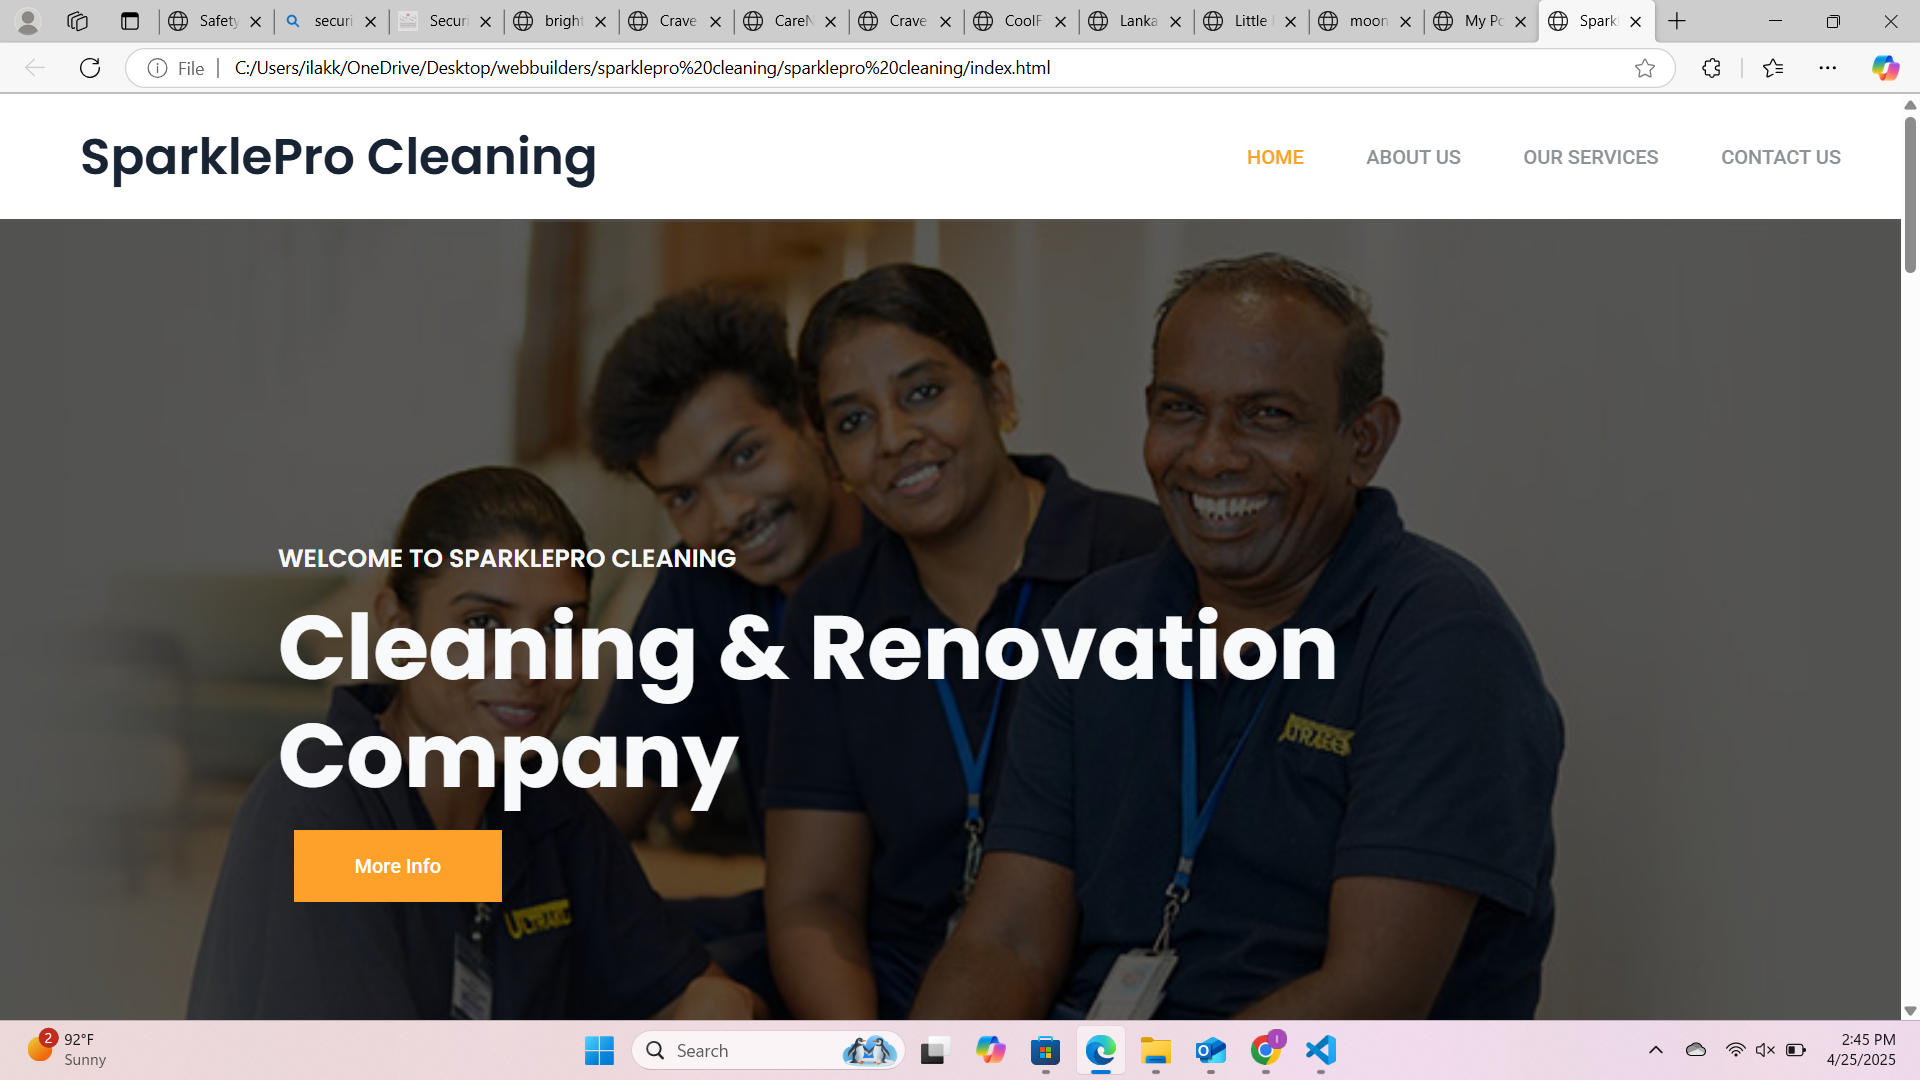 Safety
securi
Securi
bright
Crave
CareN
Crave
CoolF
Lanka
Little
moon
My Po
Spark
File
C:/Users/ilakk/OneDrive/Desktop/webbuilders/sparklepro%20cleaning/sparklepro%20cleaning/index.html
SparklePro Cleaning
HOME
ABOUT US
OUR SERVICES
CONTACT US
WELCOME TO SPARKLEPRO CLEANING
Cleaning & Renovation
Company
More Info
2
92°F
Sunny
Search
2:45 PM
4/25/2025